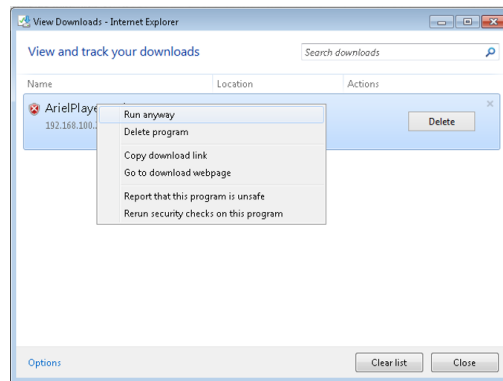 View Downloads - Internet Explorer
View and track your downloads
Search downloads
Name
Location
Actions
ArielPlaye
192.168.100.
Run anyway
Delete program
Copy download link
Go to download webpage
Report that this program is unsafe
Rerun security checks on this program
Delete
Options
Clear list
Close